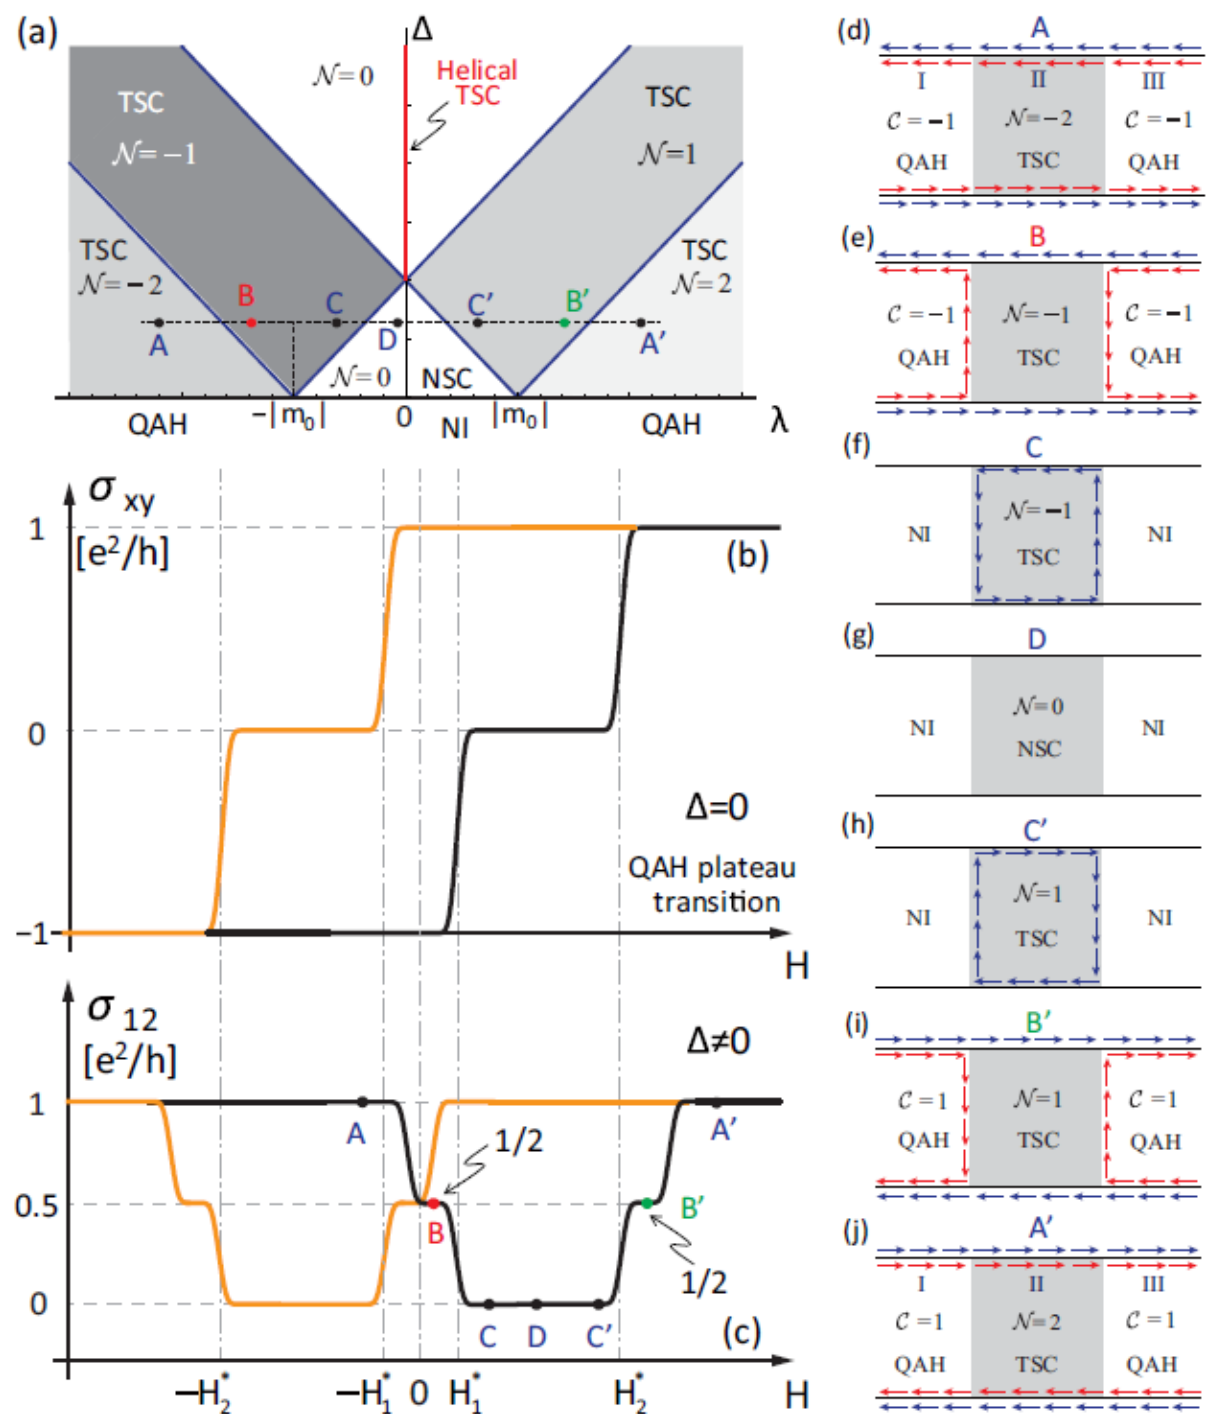 (a)
Δ
𝒩= 0
Helical
TSC
TSC
𝒩= −1
TSC
𝒩=1
TSC
𝒩= −2
TSC
𝒩=2
B
C
C′
B′
A
D
A′
𝒩=0
NSC
QAH
−|m₀|
0
NI
|m₀|
QAH
λ
σ xy
[e²/h]
1
(b)
0
Δ=0
QAH plateau
transition
−1
H
σ 12
[e²/h]
Δ≠0
1
A
A′
1/2
0.5
B
B′
1/2
0
C
D
C′
(c)
−H₂*
−H₁*
0
H₁*
H₂*
H
(d)
A
I
II
III
C = −1
𝒩= −2
C = −1
QAH
TSC
QAH
(e)
B
C = −1
𝒩= −1
C = −1
QAH
TSC
QAH
(f)
C
𝒩= −1
NI
NI
TSC
(g)
D
𝒩= 0
NI
NI
NSC
(h)
C′
𝒩= 1
NI
NI
TSC
(i)
B′
C = 1
𝒩=1
C = 1
QAH
TSC
QAH
(j)
A′
I
II
III
C = 1
𝒩= 2
C = 1
QAH
TSC
QAH